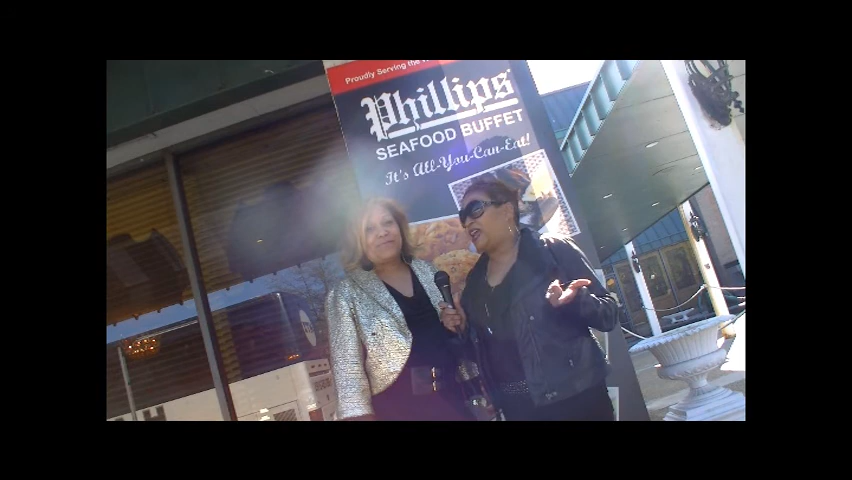 Proudly Serving the
Phillips
SEAFOOD BUFFET
It's All-You-Can-Eat!